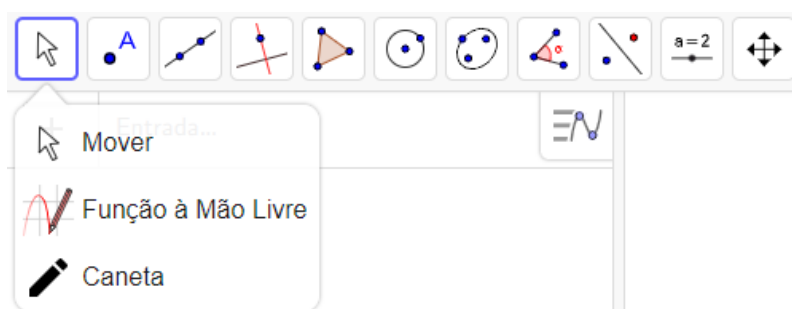 A
α
a=2
Entrada...
Mover
Função à Mão Livre
Caneta